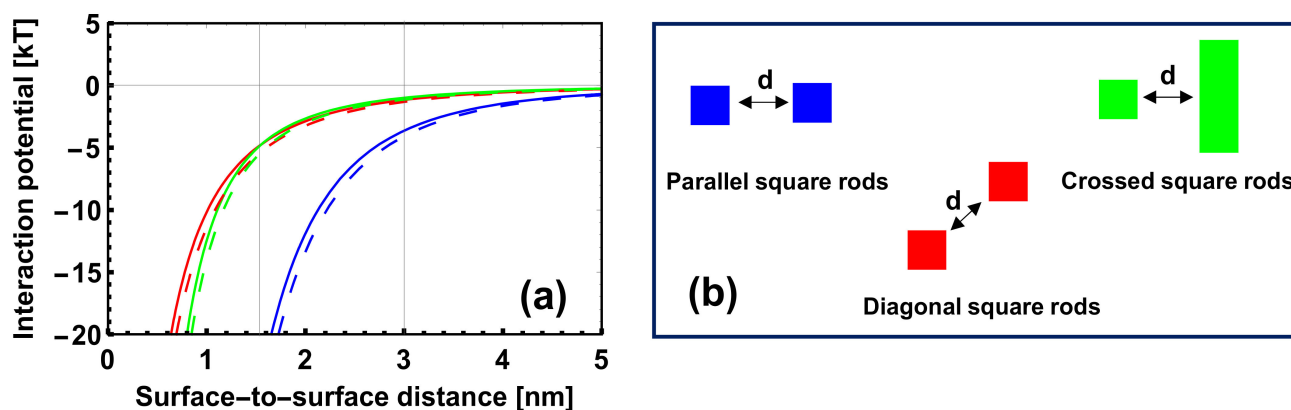 Interaction potential [kT]
5
0
−5
−10
−15
−20
0 1 2 3 4 5
Surface−to−surface distance [nm]
(a)
d
d
Parallel square rods
Crossed square rods
d
Diagonal square rods
(b)